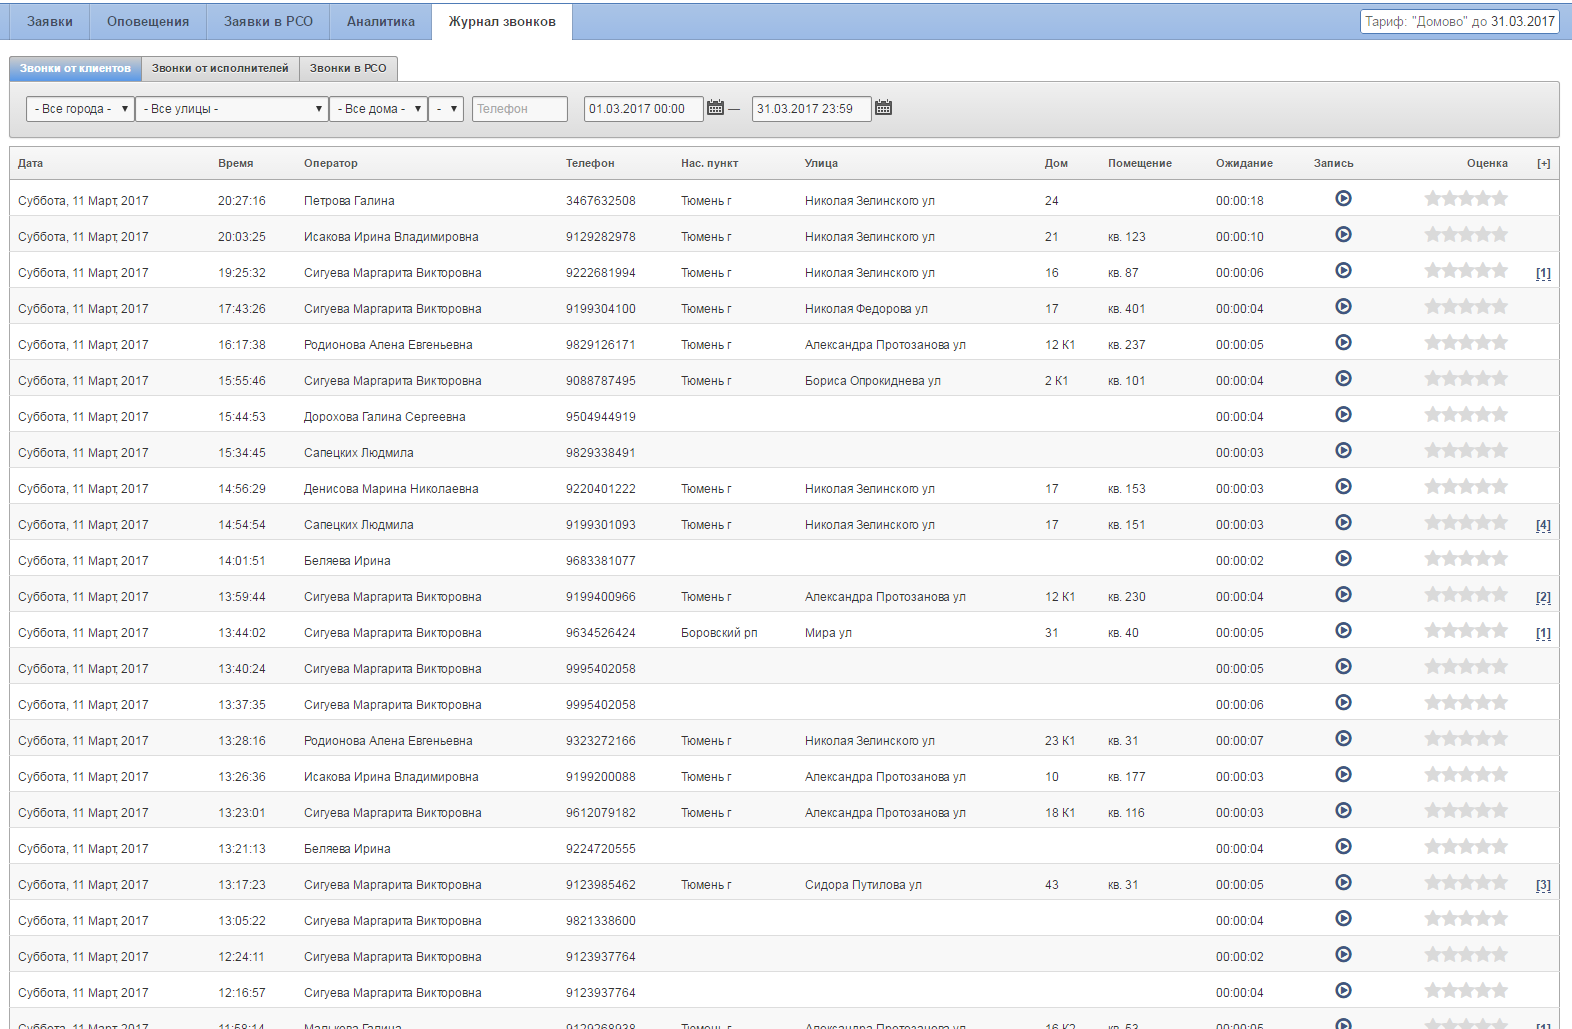 Заявки Оповещения Заявки в РСО Аналитика Журнал звонков Тариф: "Домово" до 31.03.2017
Звонки от клиентов Звонки от исполнителей Звонки в РСО
- Все города - - Все улицы - - Все дома - - Телефон 01.03.2017 00:00 — 31.03.2017 23:59
Дата Время Оператор Телефон Нас. пункт Улица Дом Помещение Ожидание Запись Оценка [+]
Суббота, 11 Март, 2017 20:27:16 Петрова Галина 3467632508 Тюмень г Николая Зелинского ул 24 00:00:18
Суббота, 11 Март, 2017 20:03:25 Исакова Ирина Владимировна 9129282978 Тюмень г Николая Зелинского ул 21 кв. 123 00:00:10
Суббота, 11 Март, 2017 19:25:32 Сигуева Маргарита Викторовна 9222681994 Тюмень г Николая Зелинского ул 16 кв. 87 00:00:06 [1]
Суббота, 11 Март, 2017 17:43:26 Сигуева Маргарита Викторовна 9199304100 Тюмень г Николая Федорова ул 17 кв. 401 00:00:04
Суббота, 11 Март, 2017 16:17:38 Родионова Алена Евгеньевна 9829126171 Тюмень г Александра Протозанова ул 12 К1 кв. 237 00:00:05
Суббота, 11 Март, 2017 15:55:46 Сигуева Маргарита Викторовна 9088787495 Тюмень г Бориса Опрокиднева ул 2 К1 кв. 101 00:00:04
Суббота, 11 Март, 2017 15:44:53 Дорохова Галина Сергеевна 9504944919 00:00:04
Суббота, 11 Март, 2017 15:34:45 Сапецких Людмила 9829338491 00:00:03
Суббота, 11 Март, 2017 14:56:29 Денисова Марина Николаевна 9220401222 Тюмень г Николая Зелинского ул 17 кв. 153 00:00:03
Суббота, 11 Март, 2017 14:54:54 Сапецких Людмила 9199301093 Тюмень г Николая Зелинского ул 17 кв. 151 00:00:03 [4]
Суббота, 11 Март, 2017 14:01:51 Беляева Ирина 9683381077 00:00:02
Суббота, 11 Март, 2017 13:59:44 Сигуева Маргарита Викторовна 9199400966 Тюмень г Александра Протозанова ул 12 К1 кв. 230 00:00:04 [2]
Суббота, 11 Март, 2017 13:44:02 Сигуева Маргарита Викторовна 9634526424 Боровский рп Мира ул 31 кв. 40 00:00:05 [1]
Суббота, 11 Март, 2017 13:40:24 Сигуева Маргарита Викторовна 9995402058 00:00:05
Суббота, 11 Март, 2017 13:37:35 Сигуева Маргарита Викторовна 9995402058 00:00:06
Суббота, 11 Март, 2017 13:28:16 Родионова Алена Евгеньевна 9323272166 Тюмень г Николая Зелинского ул 23 К1 кв. 31 00:00:07
Суббота, 11 Март, 2017 13:26:36 Исакова Ирина Владимировна 9199200088 Тюмень г Александра Протозанова ул 10 кв. 177 00:00:03
Суббота, 11 Март, 2017 13:23:01 Сигуева Маргарита Викторовна 9612079182 Тюмень г Александра Протозанова ул 18 К1 кв. 116 00:00:03
Суббота, 11 Март, 2017 13:21:13 Беляева Ирина 9224720555 00:00:04
Суббота, 11 Март, 2017 13:17:23 Сигуева Маргарита Викторовна 9123985462 Тюмень г Сидора Путилова ул 43 кв. 31 00:00:05 [3]
Суббота, 11 Март, 2017 13:05:22 Сигуева Маргарита Викторовна 9821338600 00:00:04
Суббота, 11 Март, 2017 12:24:11 Сигуева Маргарита Викторовна 9123937764 00:00:02
Суббота, 11 Март, 2017 12:16:57 Сигуева Маргарита Викторовна 9123937764 00:00:04
Суббота, 11 Март, 2017 11:58:14 Малькова Галина 9129268938 Тюмень г Александра Протозанова ул 16 К2 кв. 53 00:00:05 [1]